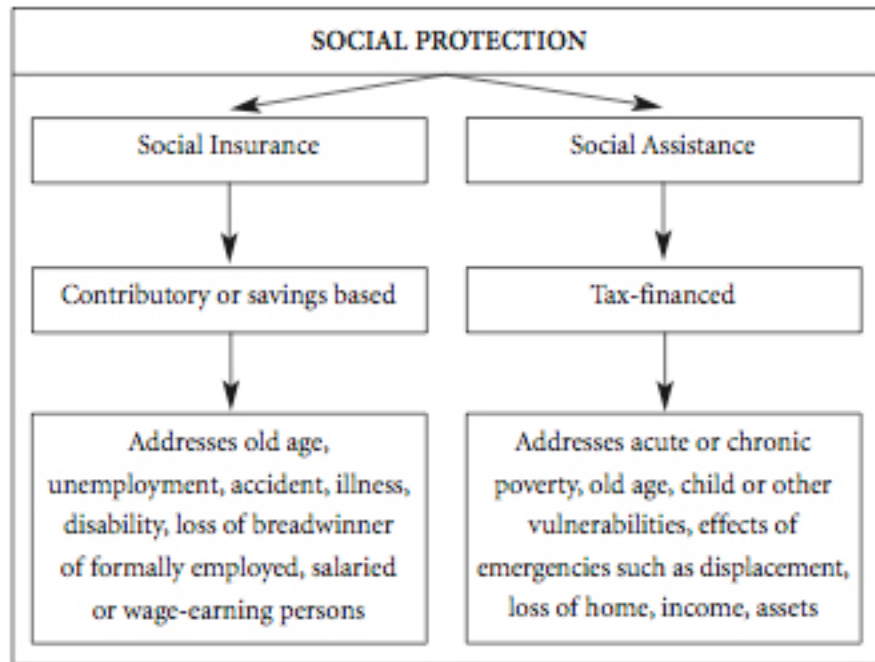 SOCIAL PROTECTION
Social Insurance
Social Assistance
Contributory or savings based
Tax-financed
Addresses old age,
unemployment, accident, illness,
disability, loss of breadwinner
of formally employed, salaried
or wage-earning persons
Addresses acute or chronic
poverty, old age, child or other
vulnerabilities, effects of
emergencies such as displacement,
loss of home, income, assets